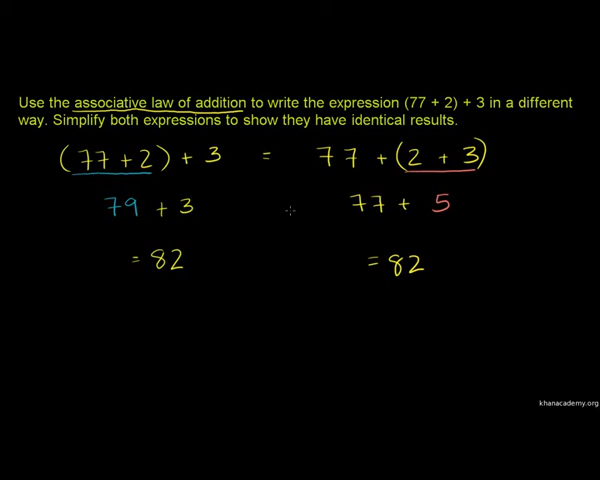 Use the associative law of addition to write the expression (77 + 2) + 3 in a different
way. Simplify both expressions to show they have identical results.
(77 + 2) + 3 = 77 + (2 + 3)
79 + 3 77 + 5
= 82 = 82
khanacademy.org